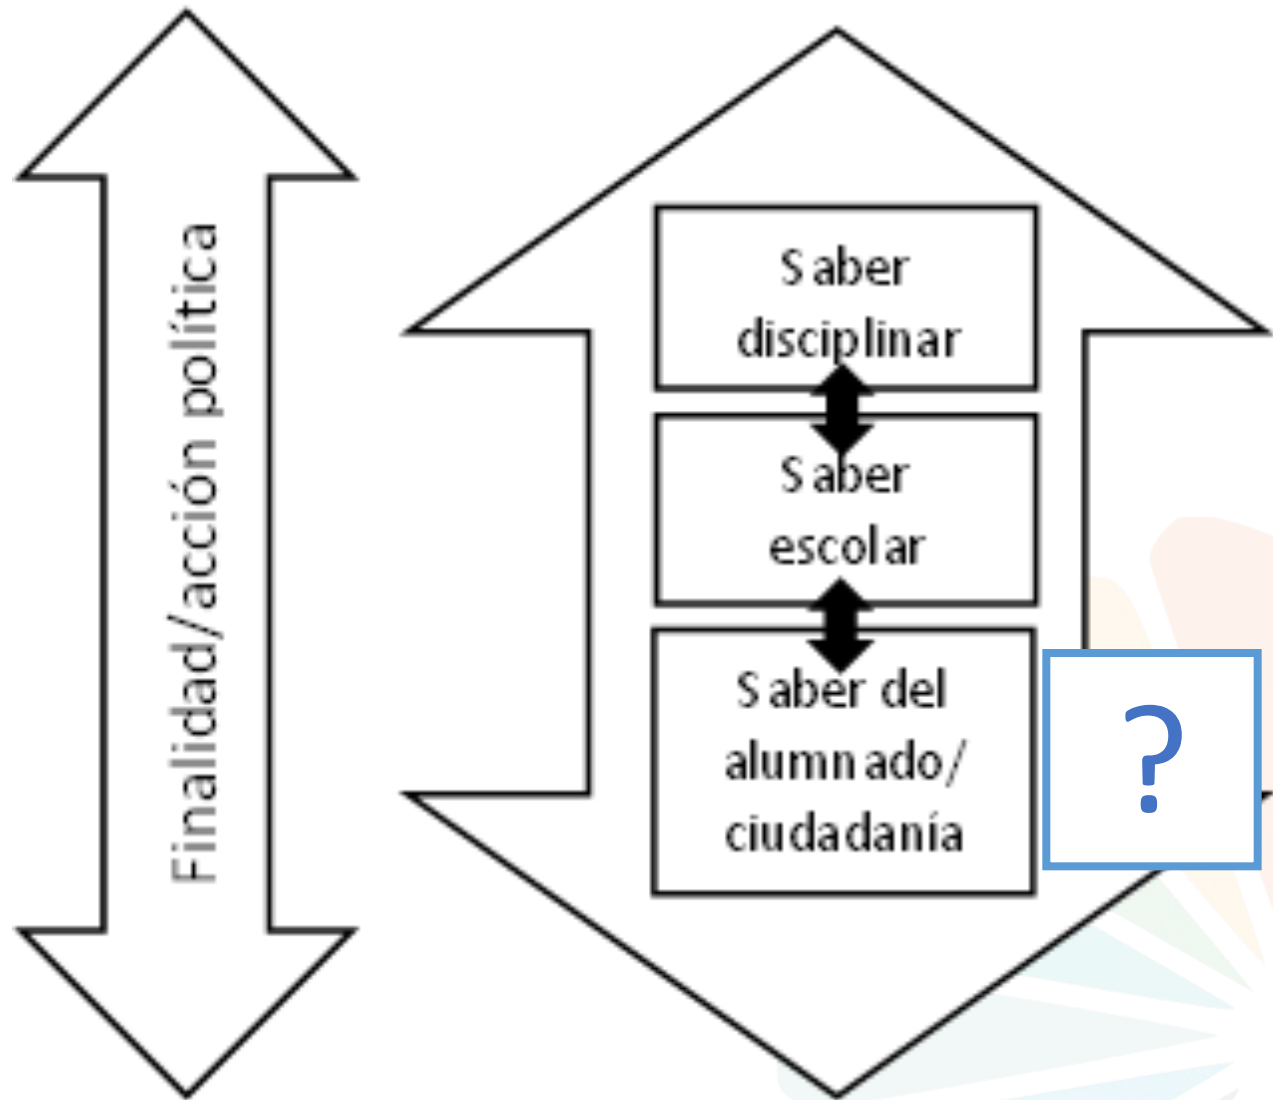 Finalidad/acción política
Saber
disciplinar
Saber
escolar
Saber del
alumnado/
ciudadanía
?